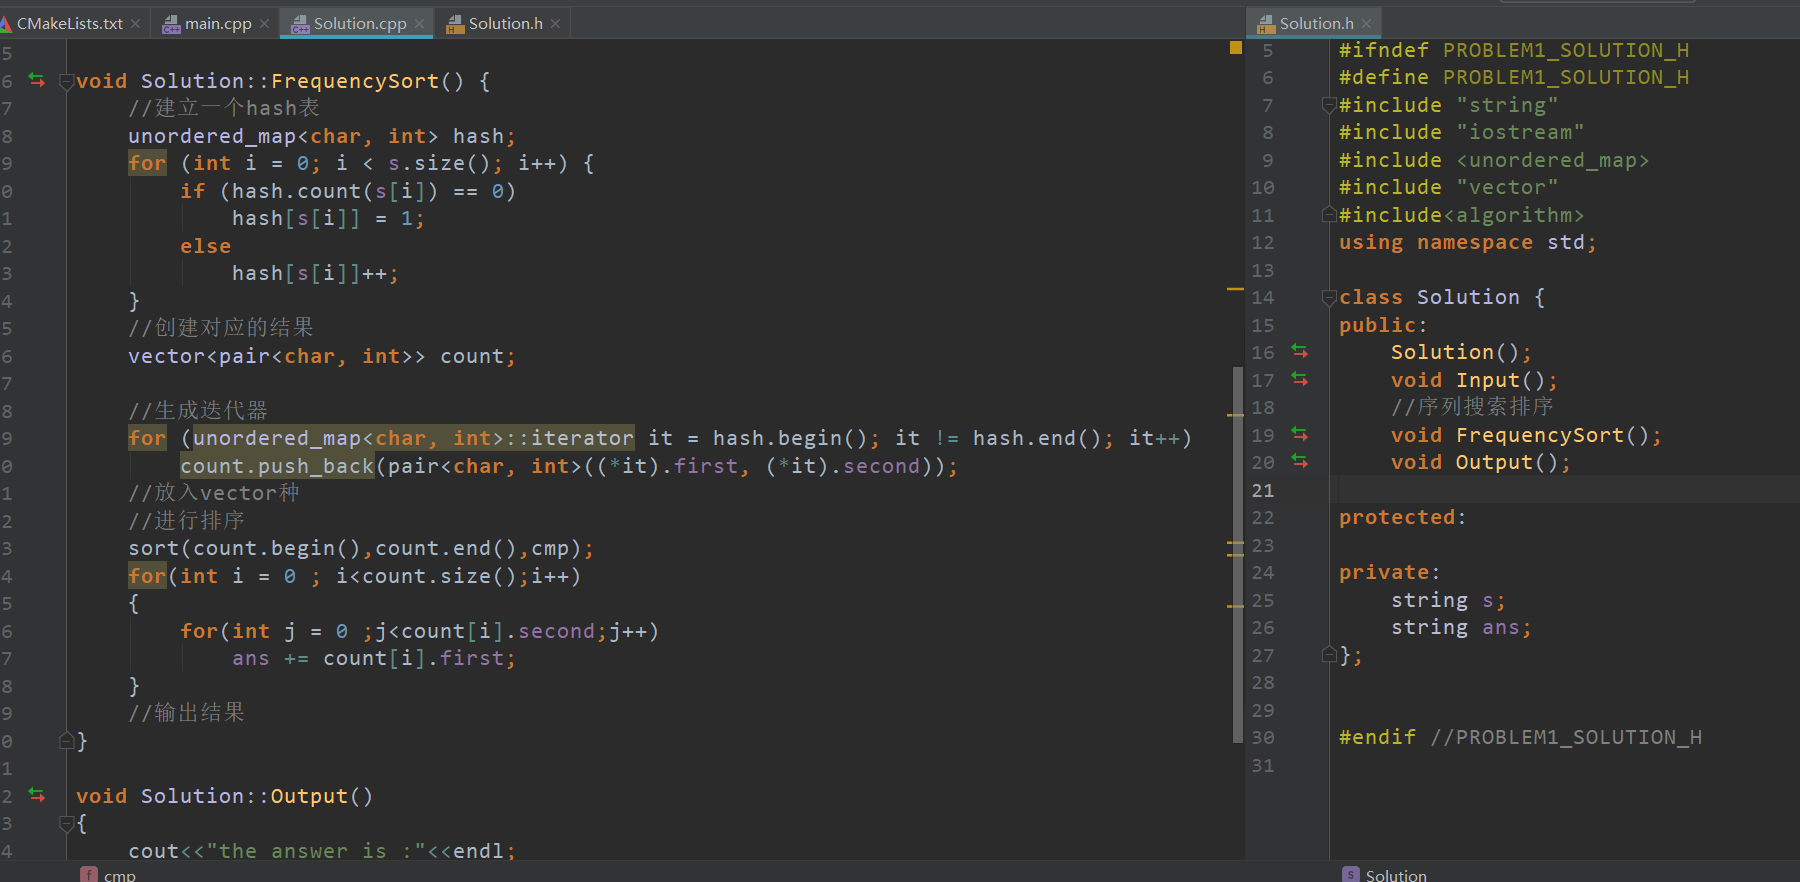 CMakeLists.txt × main.cpp × Solution.cpp × Solution.h ×
5
6 void Solution::FrequencySort() {
7 //建立一个hash表
8 unordered_map<char, int> hash;
9 for (int i = 0; i < s.size(); i++) {
0 if (hash.count(s[i]) == 0)
1 hash[s[i]] = 1;
2 else
3 hash[s[i]]++;
4 }
5 //创建对应的结果
6 vector<pair<char, int>> count;
7
8 //生成迭代器
9 for (unordered_map<char, int>::iterator it = hash.begin(); it != hash.end(); it++)
0 count.push_back(pair<char, int>((*it).first, (*it).second));
1 //放入vector种
2 //进行排序
3 sort(count.begin(),count.end(),cmp);
4 for(int i = 0 ; i<count.size();i++)
5 {
6 for(int j = 0 ;j<count[i].second;j++)
7 ans += count[i].first;
8 }
9 //输出结果
0 }
1
2 void Solution::Output()
3 {
4 cout<<"the answer is :"<<endl;
f cmp
Solution.h ×
5 #ifndef PROBLEM1_SOLUTION_H
6 #define PROBLEM1_SOLUTION_H
7 #include "string"
8 #include "iostream"
9 #include <unordered_map>
10 #include "vector"
11 #include<algorithm>
12 using namespace std;
13
14 class Solution {
15 public:
16 Solution();
17 void Input();
18 //序列搜索排序
19 void FrequencySort();
20 void Output();
21
22 protected:
23
24 private:
25 string s;
26 string ans;
27 };
28
29
30 #endif //PROBLEM1_SOLUTION_H
31
S Solution